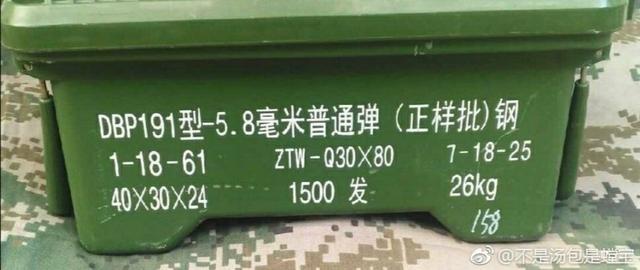 DBP191型-5.8毫米普通弹(正样批)钢
1-18-61 ZTW-Q30×80 7-18-25
40×30×24 1500 发 26kg
158
@不是汤包是螳宝